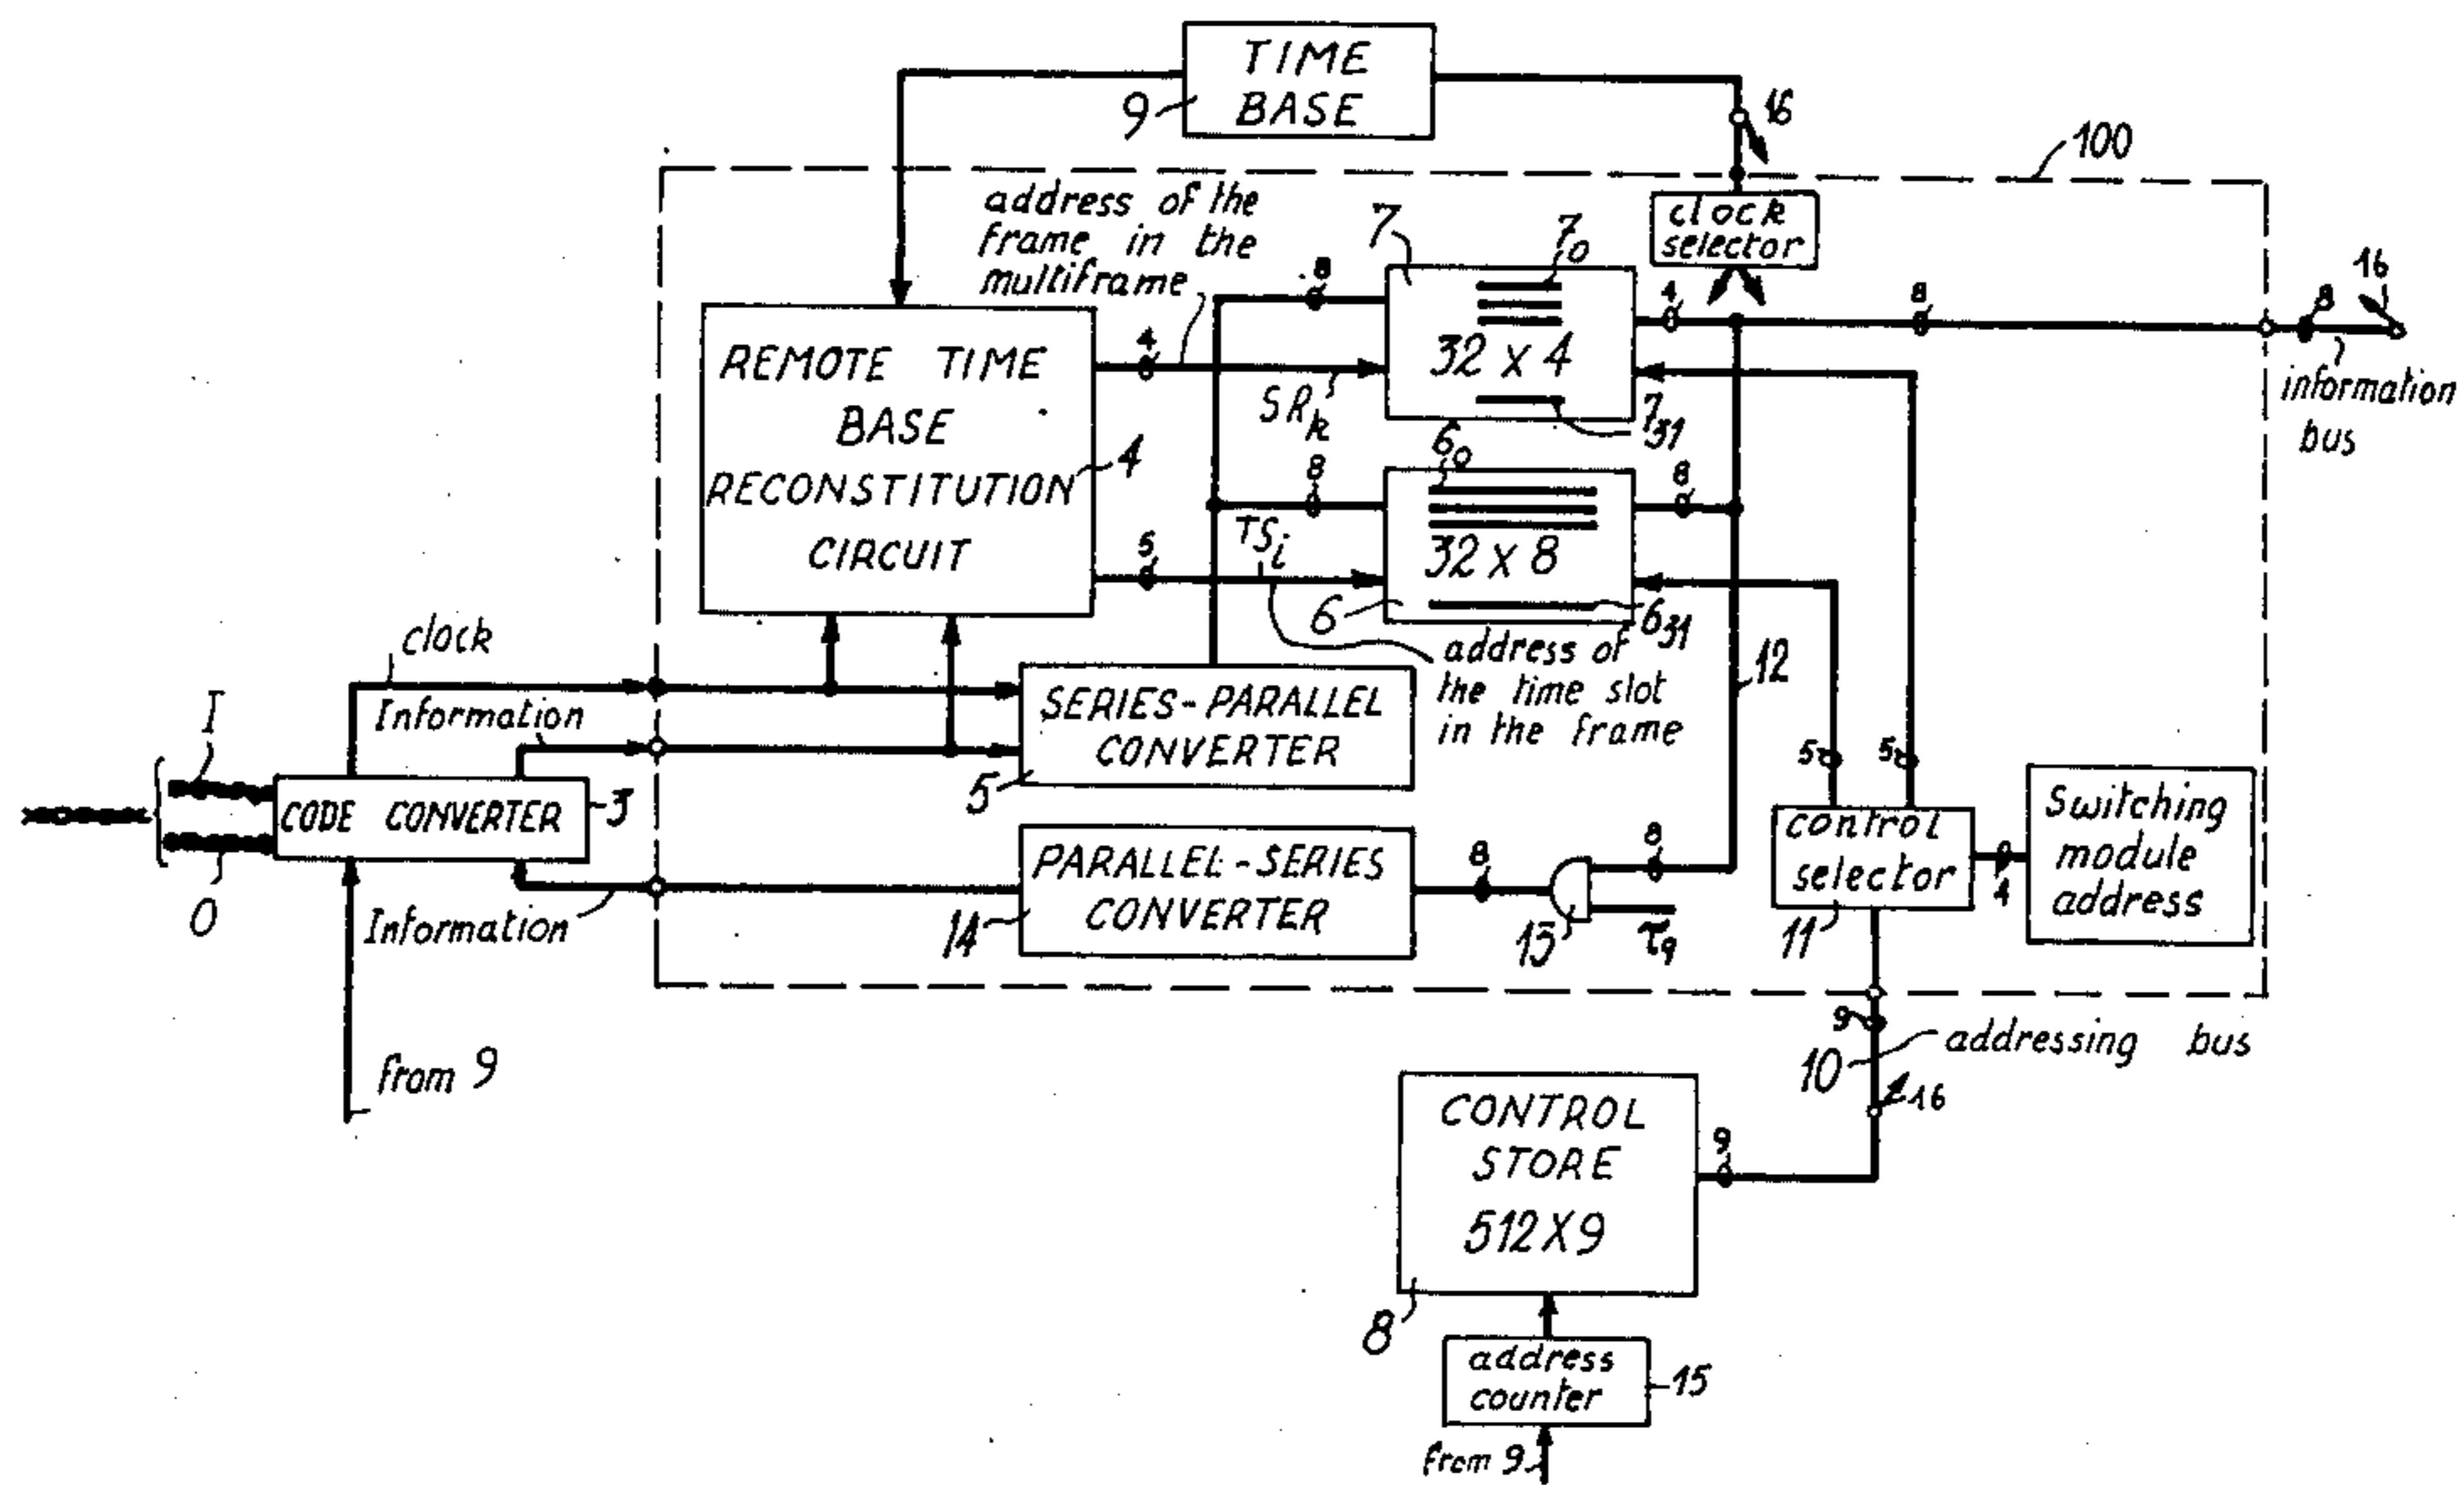 TIME
BASE
9
16
100
address of the
frame in the
multiframe
clock
selector
7
7o
8
4
8
16
8
REMOTE TIME
BASE
RECONSTITUTION
CIRCUIT
4
4
SRk
32 X 4
731
information
bus
6o
8
8
TSi
5
32 X 8
6
631
clock
address of
the time slot
in the frame
12
I
Information
SERIES-PARALLEL
CONVERTER
5
5
5
CODE CONVERTER
3
O
PARALLEL-SERIES
CONVERTER
14
8
8
15
τq
control
selector
11
4
Switching
module
address
Information
from 9
9
10
addressing bus
16
CONTROL
STORE
512X9
9
8
address
counter
15
from 9